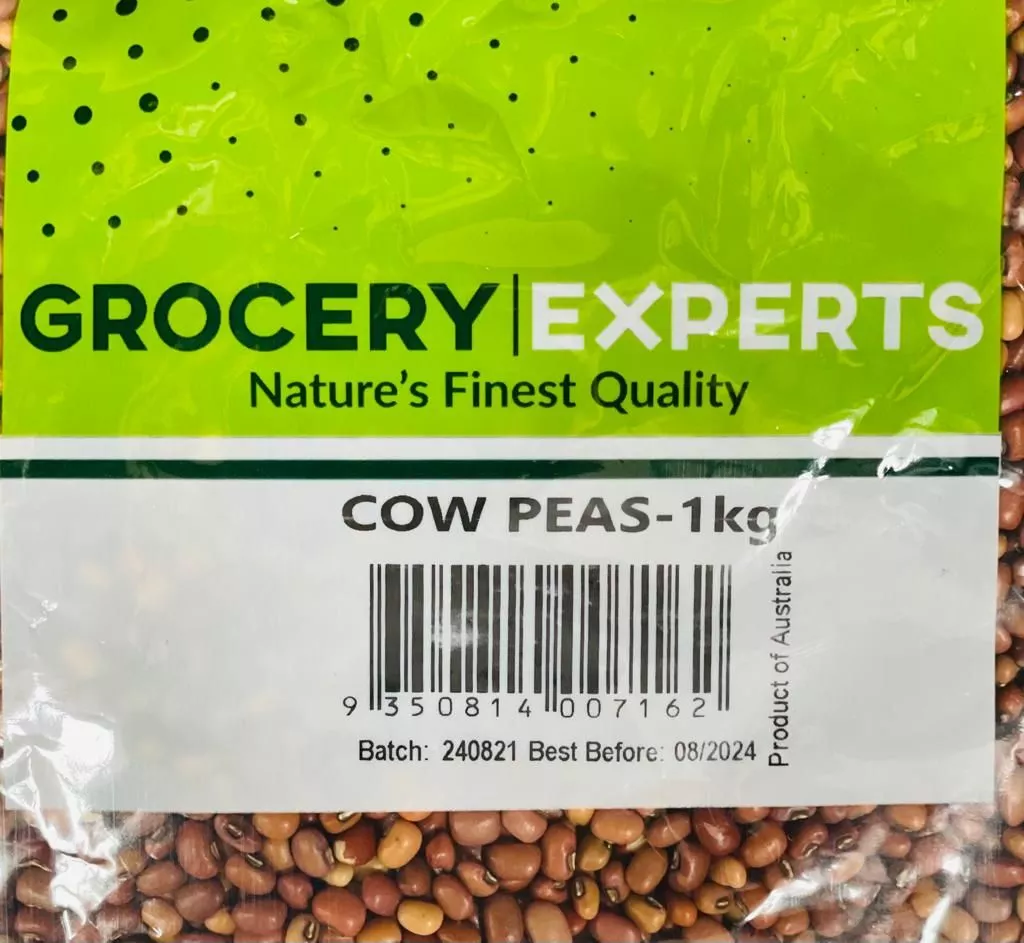 GROCERY|EXPERTS
Nature's Finest Quality
COW PEAS-1kg
9 350814 007162
Batch: 240821 Best Before: 08/2024
Product of Australia